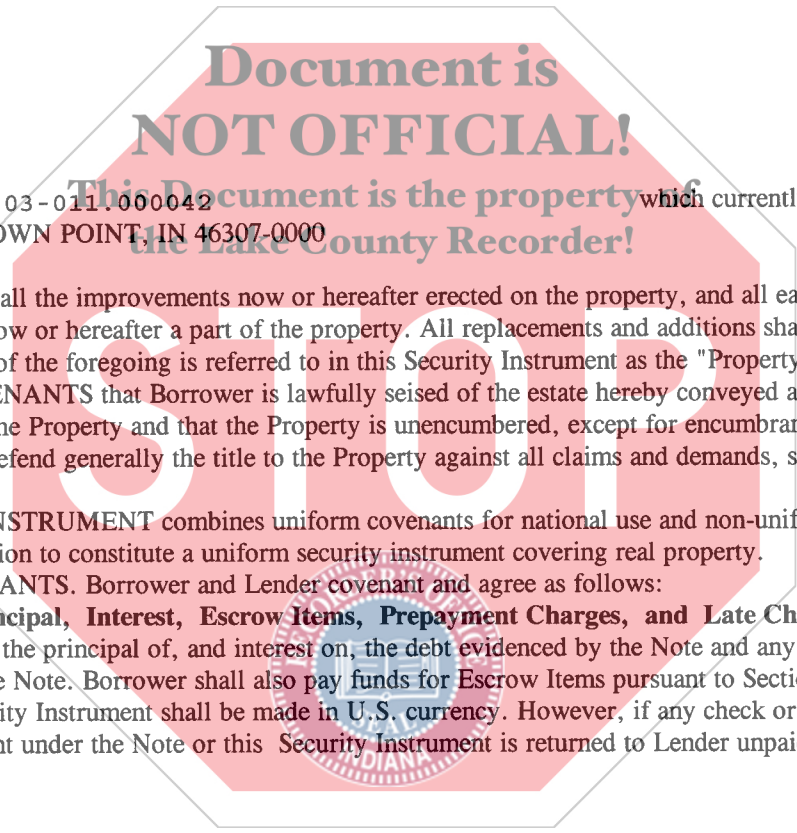 Document is
NOT OFFICIAL!
This Document is the property of
the Lake County Recorder!
03-011.000042 which currentl
OWN POINT, IN 46307-0000
all the improvements now or hereafter erected on the property, and all ea
ow or hereafter a part of the property. All replacements and additions sha
of the foregoing is referred to in this Security Instrument as the "Property
ENANTS that Borrower is lawfully seised of the estate hereby conveyed a
he Property and that the Property is unencumbered, except for encumbran
efend generally the title to the Property against all claims and demands, s
NSTRUMENT combines uniform covenants for national use and non-unif
ion to constitute a uniform security instrument covering real property.
ANTS. Borrower and Lender covenant and agree as follows:
ncipal, Interest, Escrow Items, Prepayment Charges, and Late Ch
the principal of, and interest on, the debt evidenced by the Note and any
e Note. Borrower shall also pay funds for Escrow Items pursuant to Secti
ity Instrument shall be made in U.S. currency. However, if any check or
nt under the Note or this Security Instrument is returned to Lender unpai
STOP
RECORDER'S OFFICE
SEAL
INDIANA